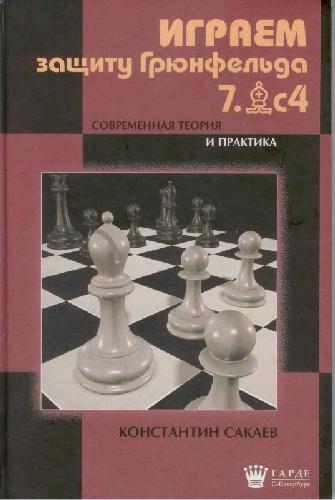 ИГРАЕМ
защиту Грюнфельда
7.♗c4
СОВРЕМЕННАЯ ТЕОРИЯ
И ПРАКТИКА
КОНСТАНТИН САКАЕВ
ГАРДЕ
С.-Петербург